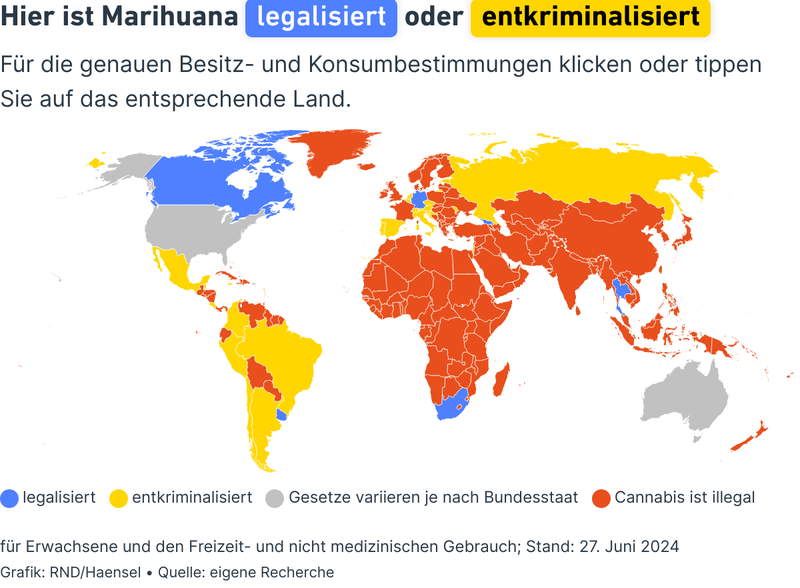 Hier ist Marihuana legalisiert oder entkriminalisiert
Für die genauen Besitz- und Konsumbestimmungen klicken oder tippen
Sie auf das entsprechende Land.
legalisiert entkriminalisiert Gesetze variieren je nach Bundesstaat Cannabis ist illegal
für Erwachsene und den Freizeit- und nicht medizinischen Gebrauch; Stand: 27. Juni 2024
Grafik: RND/Haensel • Quelle: eigene Recherche